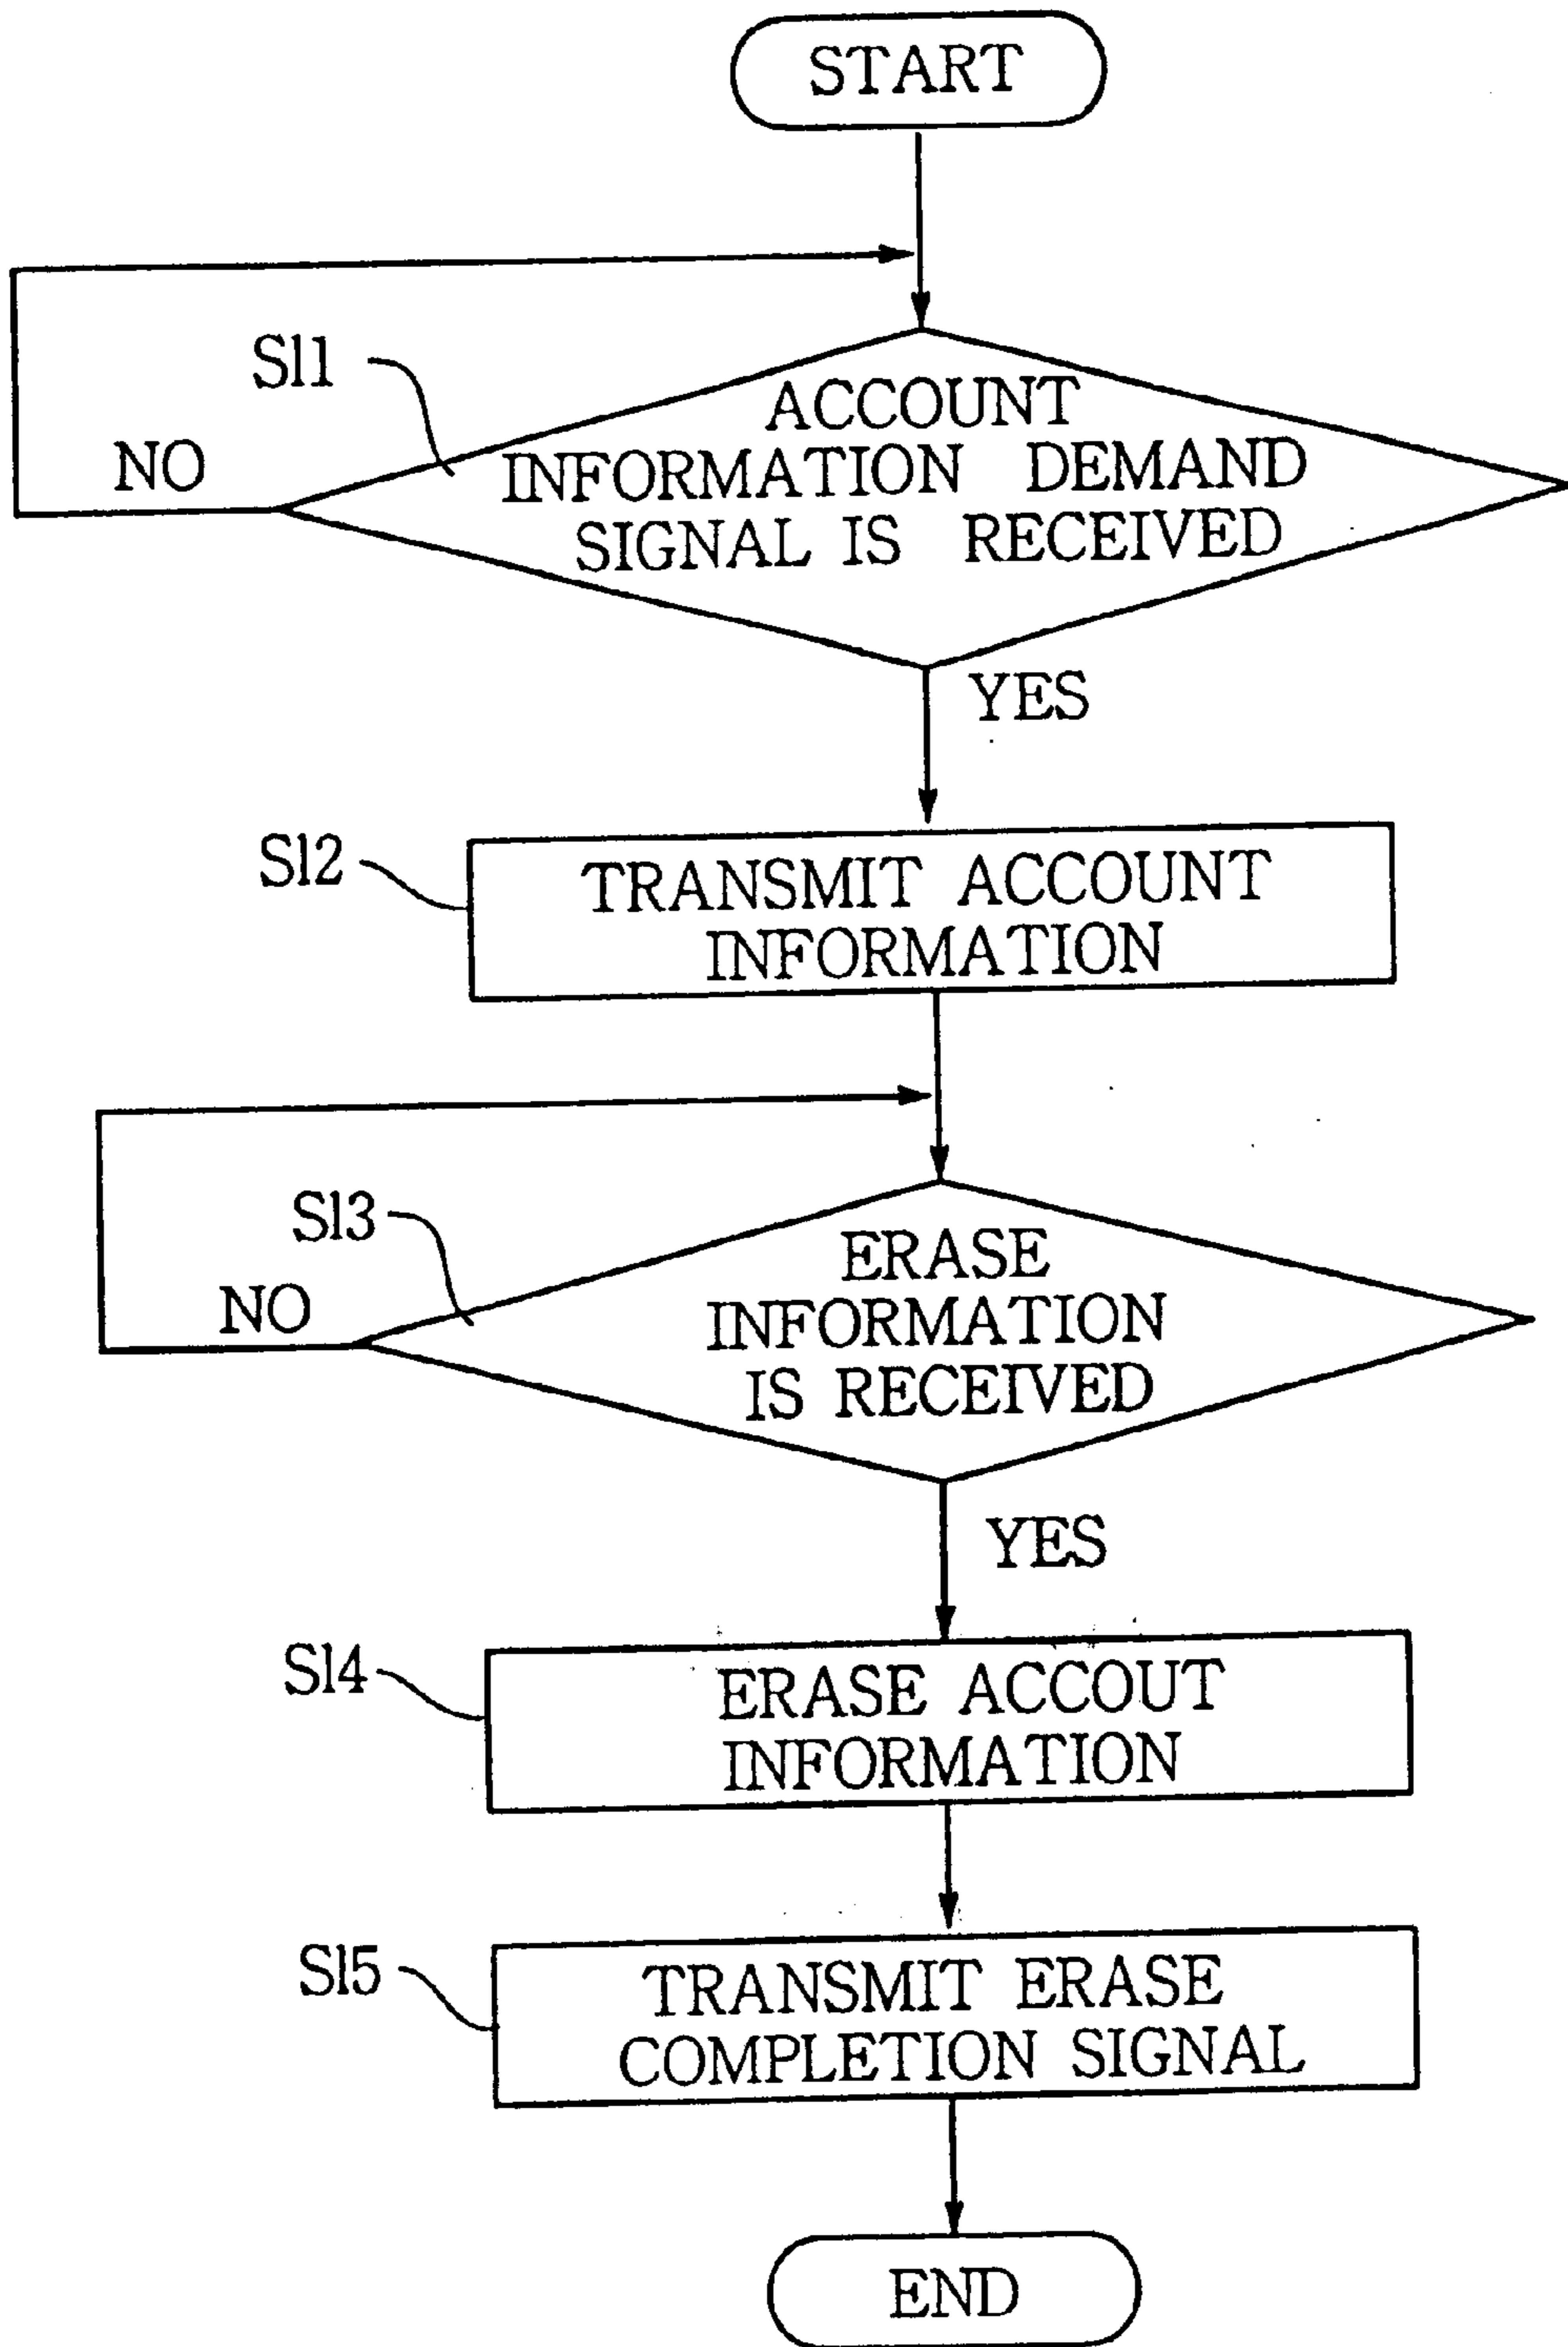 START
S11
ACCOUNT
INFORMATION DEMAND
SIGNAL IS RECEIVED
NO
YES
S12
TRANSMIT ACCOUNT
INFORMATION
S13
ERASE
INFORMATION
IS RECEIVED
NO
YES
S14
ERASE ACCOUT
INFORMATION
S15
TRANSMIT ERASE
COMPLETION SIGNAL
END